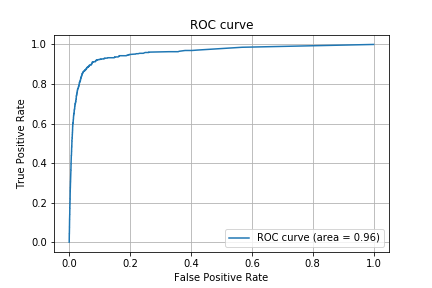 ROC curve
1.0
0.8
0.6
0.4
0.2
0.0
True Positive Rate
ROC curve (area = 0.96)
0.0 0.2 0.4 0.6 0.8 1.0
False Positive Rate